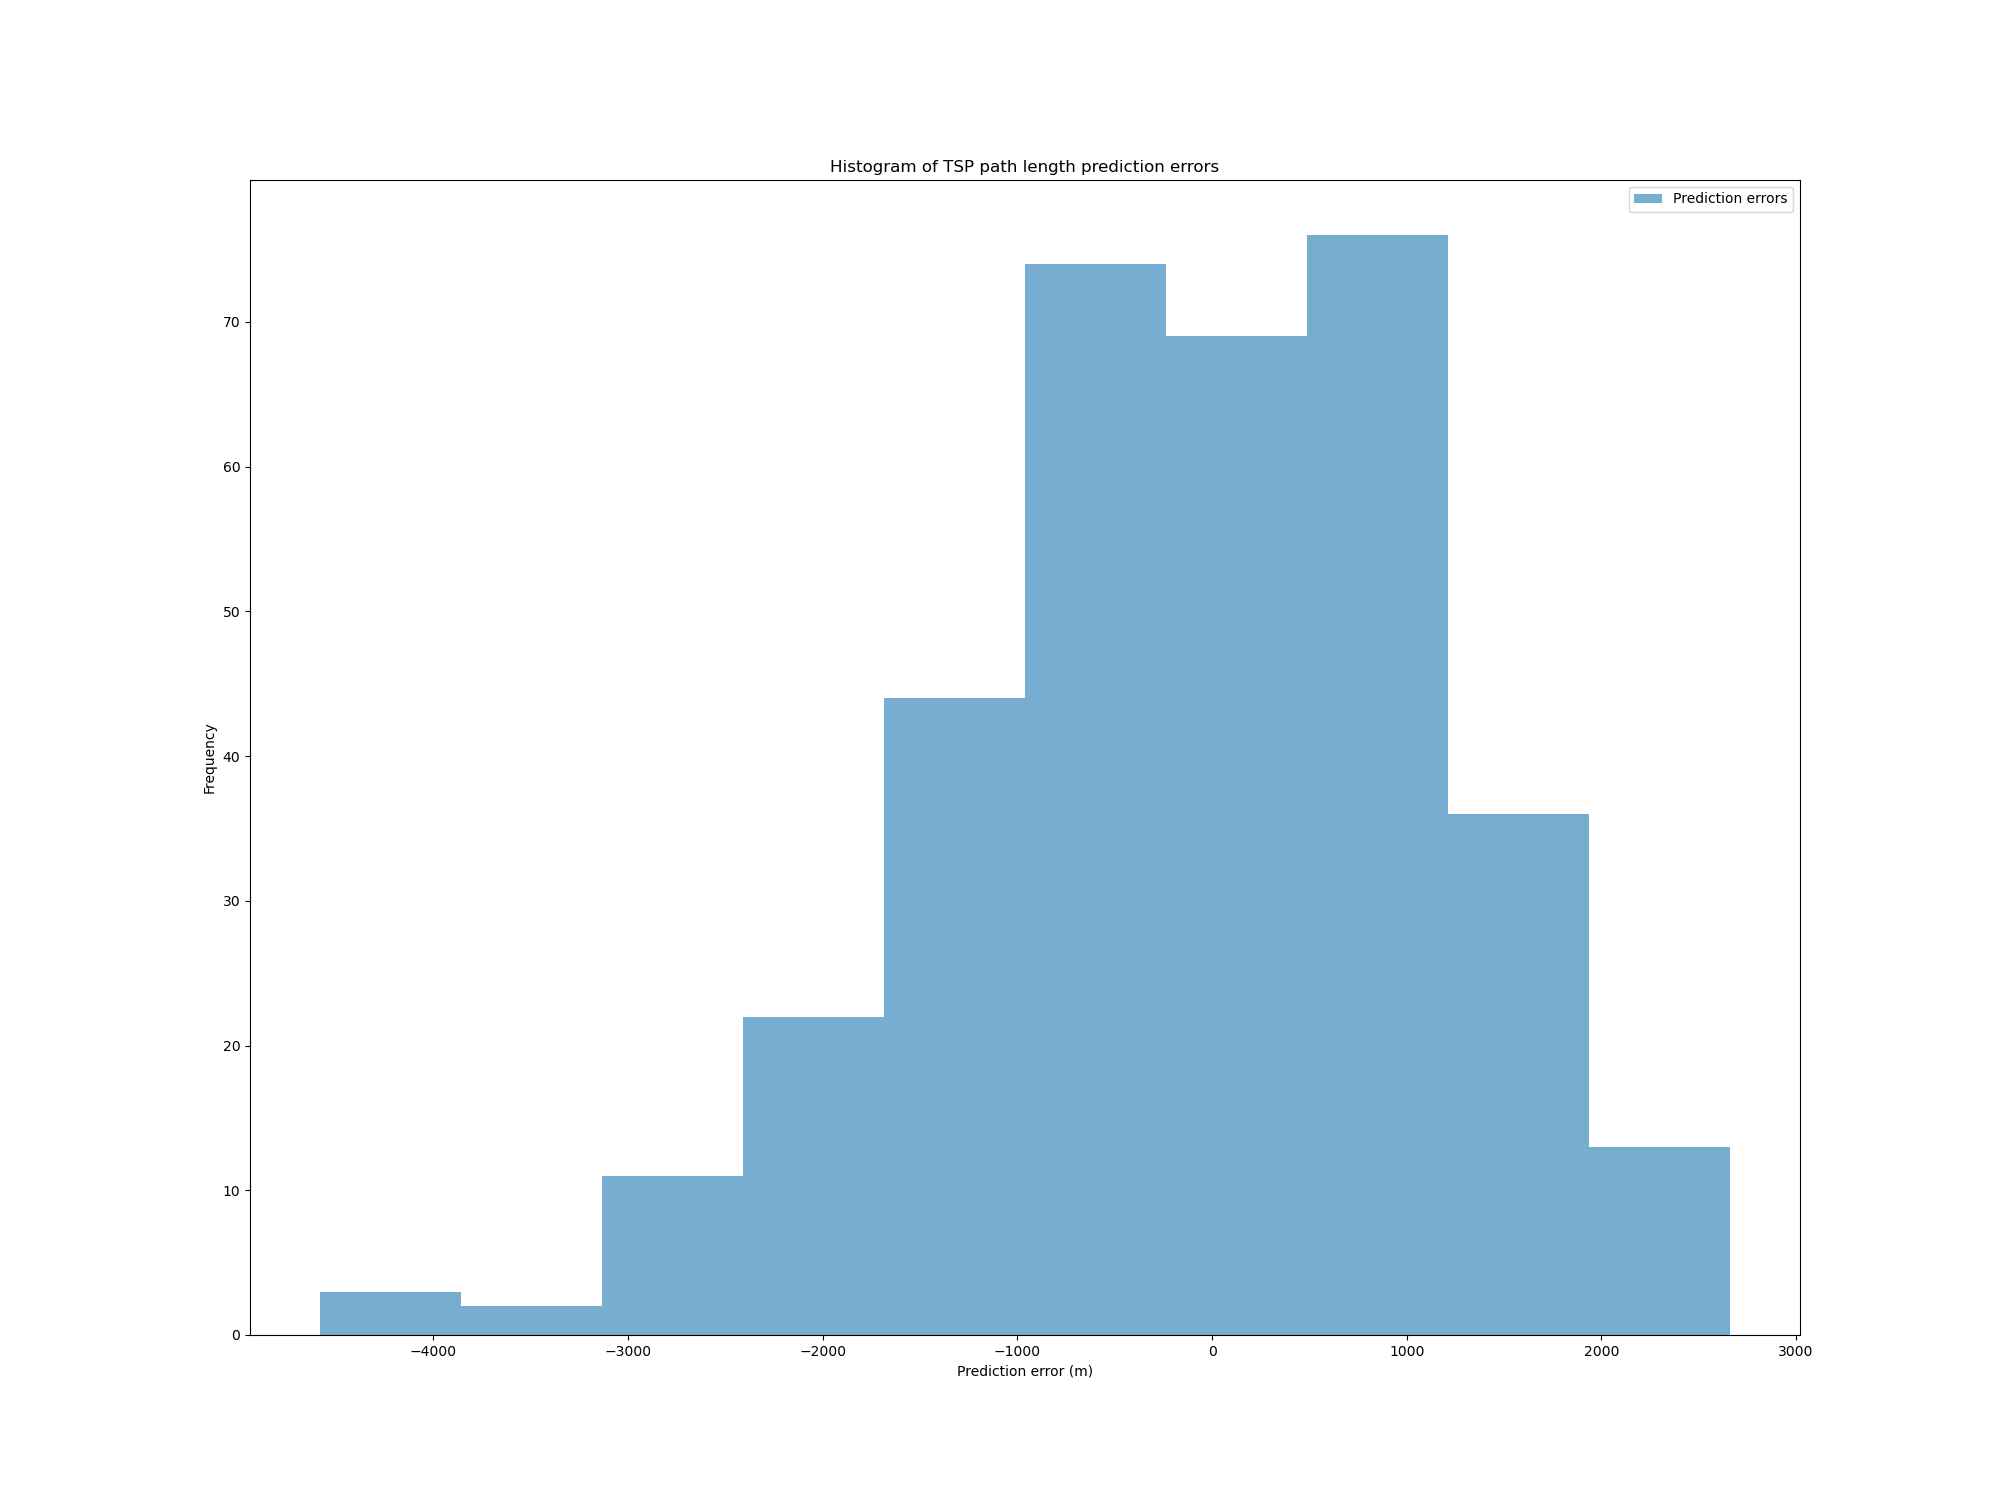 Histogram of TSP path length prediction errors
Prediction errors
70
60
50
40
30
20
10
0
Frequency
−4000 −3000 −2000 −1000 0 1000 2000 3000
Prediction error (m)